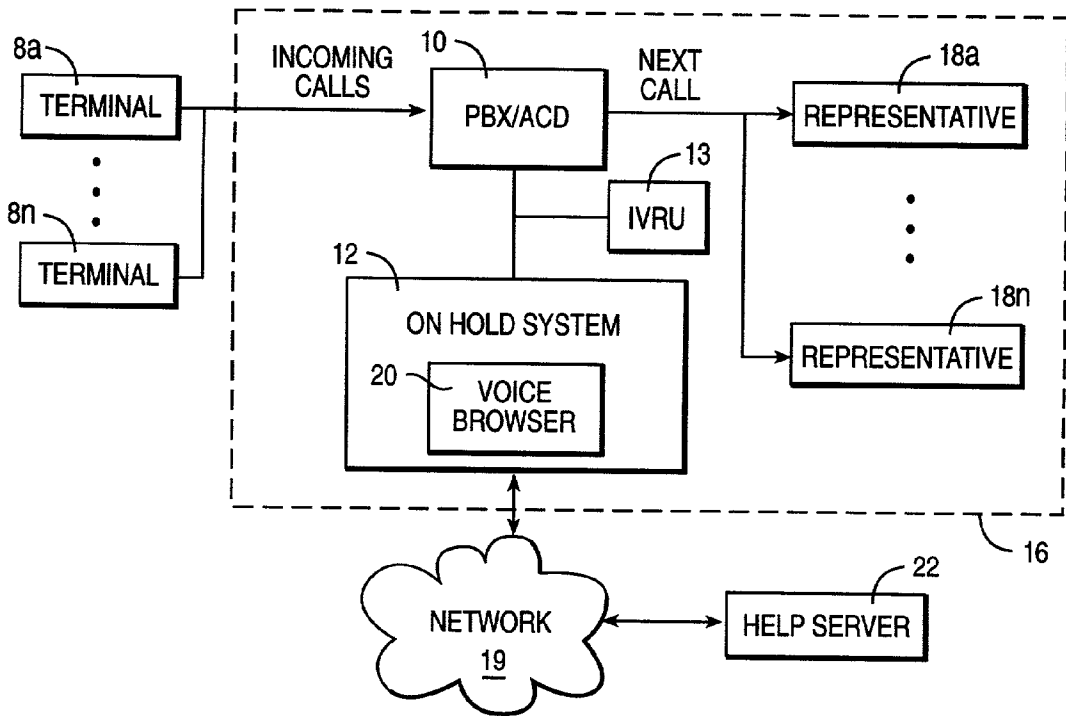 8a
TERMINAL
8n
TERMINAL
INCOMING
CALLS
10
PBX/ACD
NEXT
CALL
18a
REPRESENTATIVE
13
IVRU
12
ON HOLD SYSTEM
20
VOICE
BROWSER
18n
REPRESENTATIVE
16
NETWORK
19
22
HELP SERVER